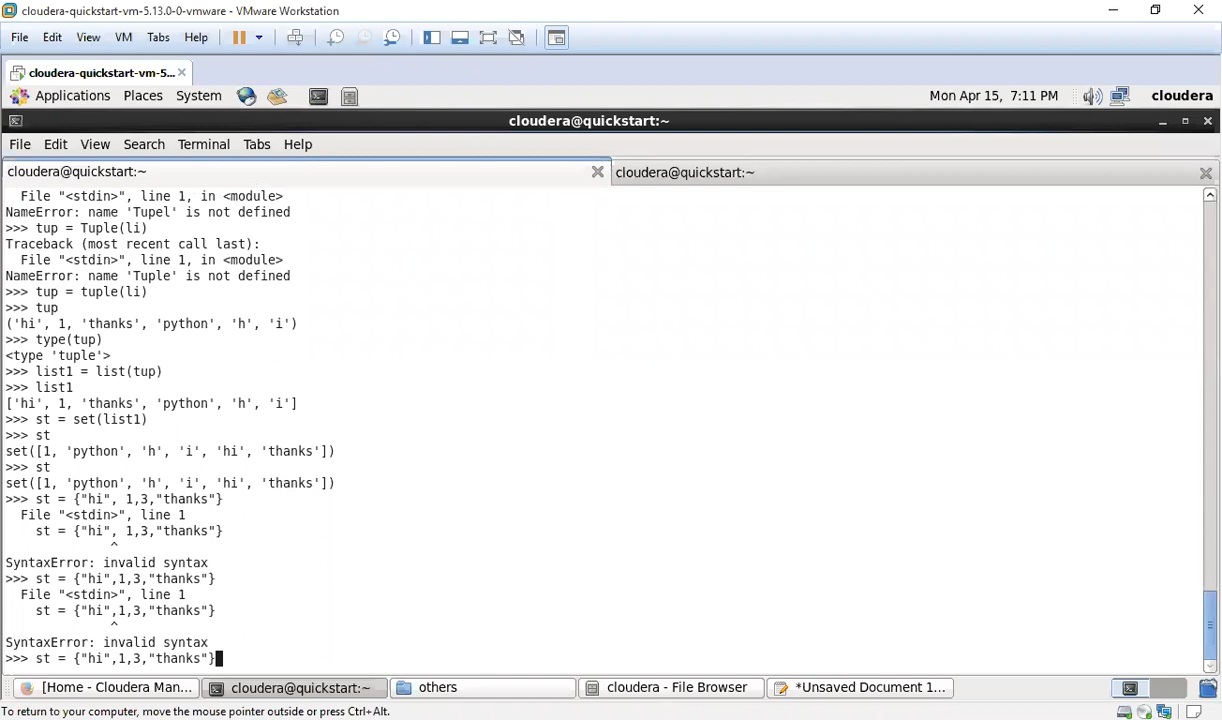 cloudera-quickstart-vm-5.13.0-0-vmware - VMware Workstation
File Edit View VM Tabs Help
cloudera-quickstart-vm-5...
Applications Places System Mon Apr 15, 7:11 PM cloudera
cloudera@quickstart:~
File Edit View Search Terminal Tabs Help
cloudera@quickstart:~ cloudera@quickstart:~
File "<stdin>", line 1, in <module>
NameError: name 'Tupel' is not defined
>>> tup = Tuple(li)
Traceback (most recent call last):
File "<stdin>", line 1, in <module>
NameError: name 'Tuple' is not defined
>>> tup = tuple(li)
>>> tup
('hi', 1, 'thanks', 'python', 'h', 'i')
>>> type(tup)
<type 'tuple'>
>>> list1 = list(tup)
>>> list1
['hi', 1, 'thanks', 'python', 'h', 'i']
>>> st = set(list1)
>>> st
set([1, 'python', 'h', 'i', 'hi', 'thanks'])
>>> st
set([1, 'python', 'h', 'i', 'hi', 'thanks'])
>>> st = {"hi", 1,3,"thanks"}
File "<stdin>", line 1
st = {"hi", 1,3,"thanks"}
^
SyntaxError: invalid syntax
>>> st = {"hi",1,3,"thanks"}
File "<stdin>", line 1
st = {"hi",1,3,"thanks"}
^
SyntaxError: invalid syntax
>>> st = {"hi",1,3,"thanks"}
[Home - Cloudera Man... cloudera@quickstart:~ others cloudera - File Browser *Unsaved Document 1...
To return to your computer, move the mouse pointer outside or press Ctrl+Alt.